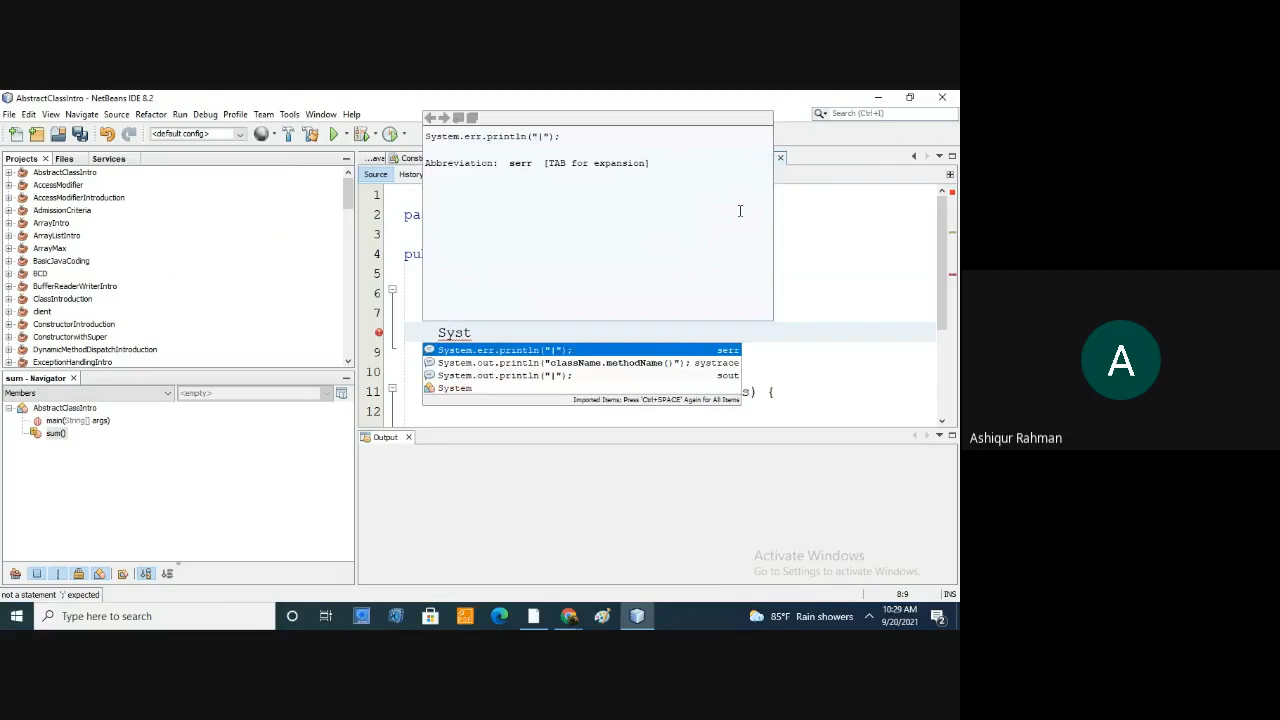 AbstractClassIntro - NetBeans IDE 8.2
File Edit View Navigate Source Refactor Run Debug Profile Team Tools Window Help
Search (Ctrl+I)
<default config>
System.err.println("|");
Abbreviation: serr [TAB for expansion]
Projects Files Services
...ava Const
Source History
AbstractClassIntro
AccessModifier
AccessModifierIntroduction
AdmissionCriteria
ArrayIntro
ArrayListIntro
ArrayMax
BasicJavaCoding
BCD
BufferReaderWriterIntro
ClassIntroduction
client
ConstructorIntroduction
ConstructorwithSuper
DynamicMethodDispatchIntroduction
ExceptionHandlingIntro
1
2 pa
3
4 pub
5
6
7
Syst
9
11 s) {
12
System.err.println("|"); serr
System.out.println("className.methodName()"); systrace
System.out.println("|"); sout
System
Imported Items; Press 'Ctrl+SPACE' Again for All Items
sum - Navigator
Members <empty>
AbstractClassIntro
main(String[] args)
sum()
Output
Activate Windows
Go to Settings to activate Windows.
not a statement ';' expected
8:9 INS
Type here to search
85°F Rain showers
10:29 AM
9/20/2021
2
A
Ashiqur Rahman